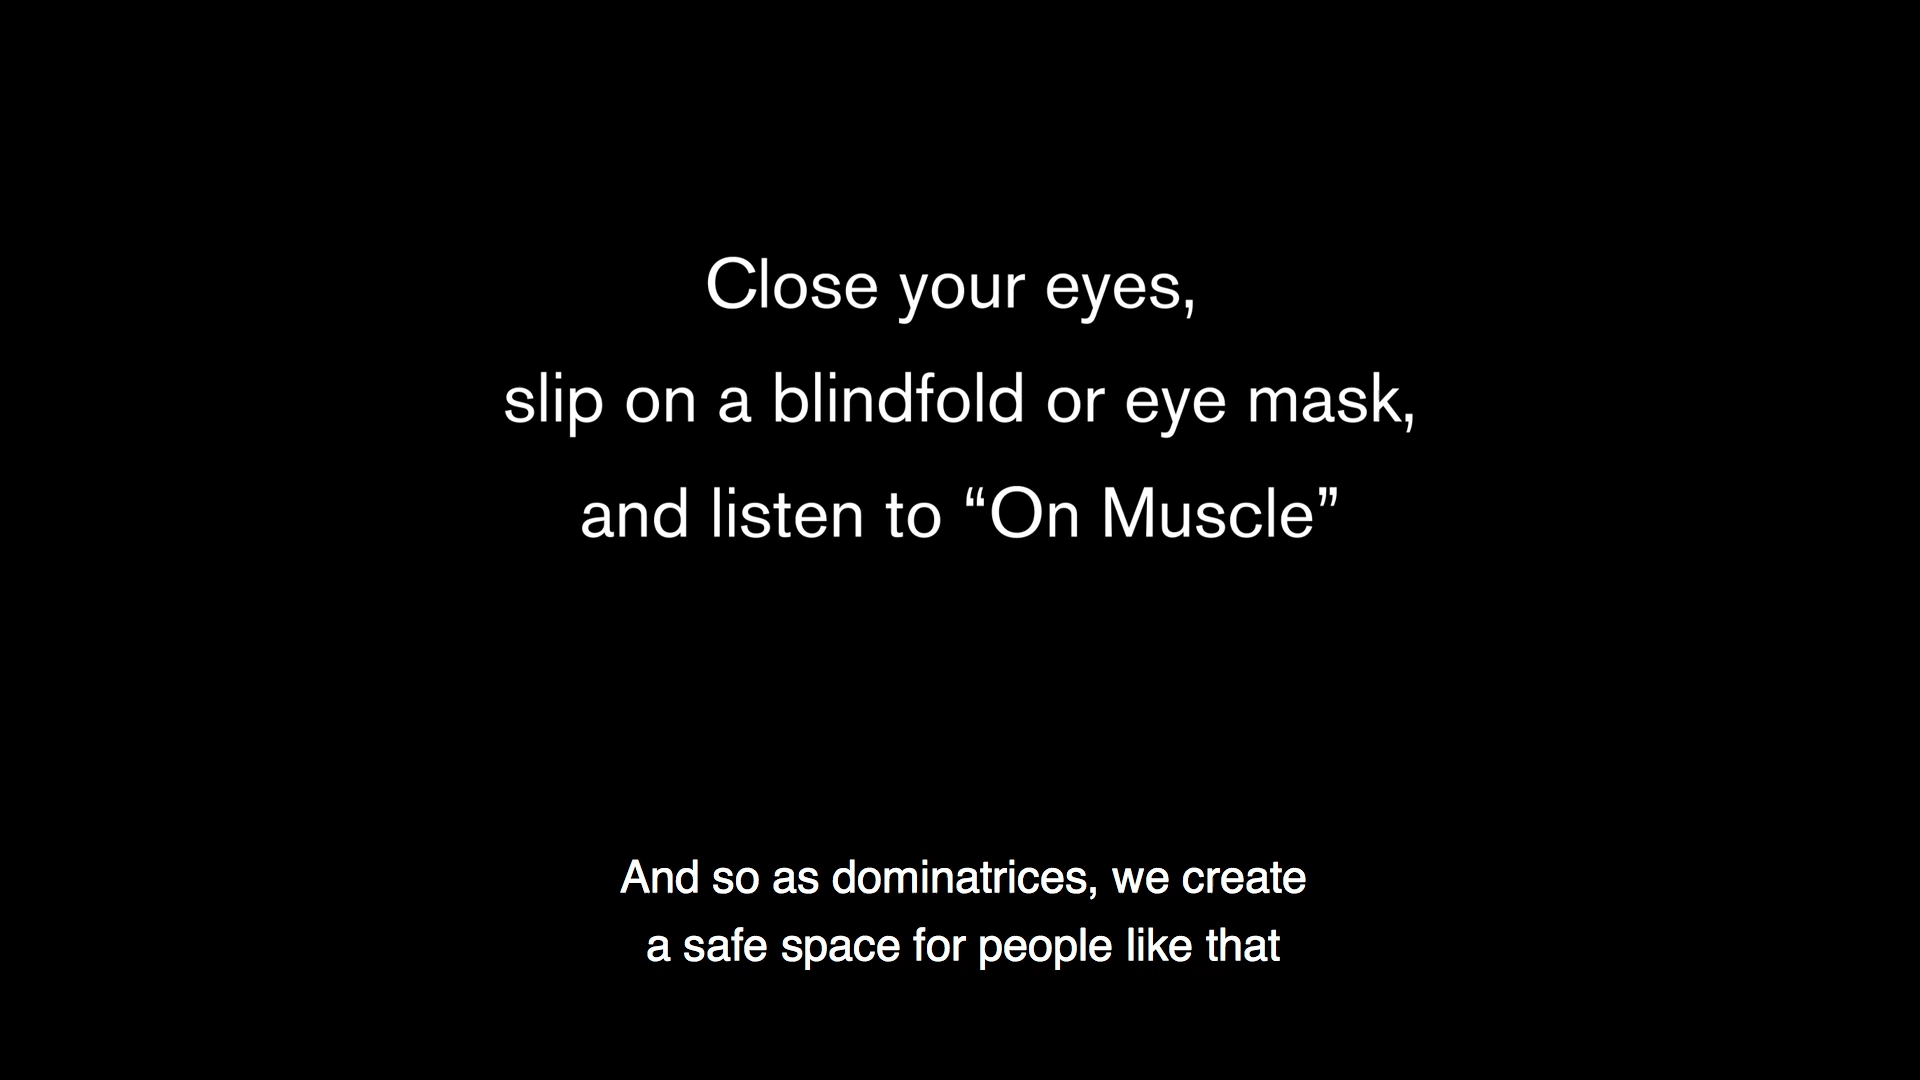 Close your eyes,
slip on a blindfold or eye mask,
and listen to “On Muscle”
And so as dominatrices, we create
a safe space for people like that